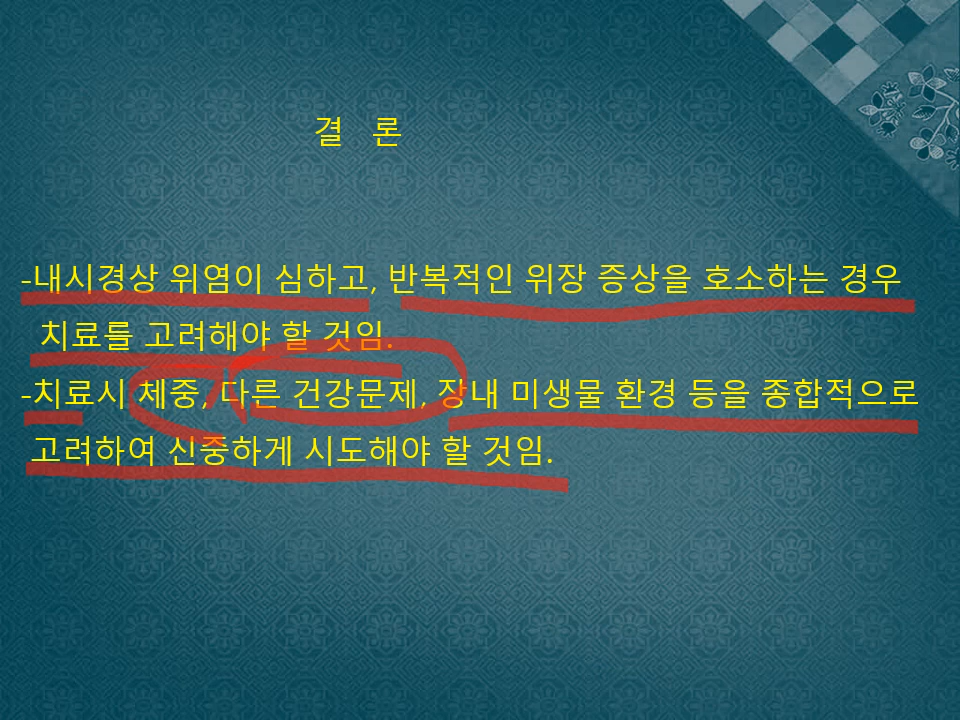 결 론
-내시경상 위염이 심하고, 반복적인 위장 증상을 호소하는 경우
치료를 고려해야 할 것임.
-치료시 체중, 다른 건강문제, 장내 미생물 환경 등을 종합적으로
고려하여 신중하게 시도해야 할 것임.